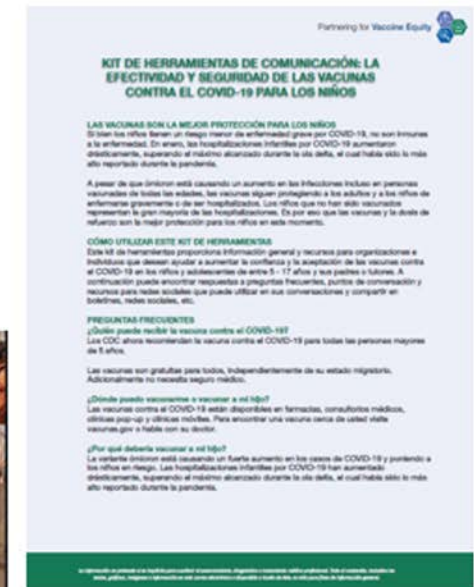 Partnering for Vaccine Equity
KIT DE HERRAMIENTAS DE COMUNICACIÓN: LA
EFECTIVIDAD Y SEGURIDAD DE LAS VACUNAS
CONTRA EL COVID-19 PARA LOS NIÑOS
LAS VACUNAS SON LA MEJOR PROTECCIÓN PARA LOS NIÑOS
Si bien los niños tienen un riesgo menor de enfermedad grave por COVID-19, no son inmunes
a la enfermedad. En enero, las hospitalizaciones infantiles por COVID-19 aumentaron
drásticamente, superando el máximo alcanzado durante la ola delta, el cual había sido lo más
alto reportado durante la pandemia.
A pesar de que ómicron está causando un aumento en las infecciones incluso en personas
vacunadas de todas las edades, las vacunas siguen protegiendo a los adultos y a los niños de
enfermarse gravemente o de ser hospitalizados. Los niños que no han sido vacunados
representan la gran mayoría de las hospitalizaciones. Es por eso que las vacunas y la dosis de
refuerzo son la mejor protección para los niños en este momento.
CÓMO UTILIZAR ESTE KIT DE HERRAMIENTAS
Este kit de herramientas proporciona información general y recursos para organizaciones e
individuos que deseen ayudar a aumentar la confianza y la aceptación de las vacunas contra
el COVID-19 en los niños y adolescentes de entre 5 - 17 años y sus padres o tutores. A
continuación puede encontrar respuestas a preguntas frecuentes, puntos de conversación y
recursos para redes sociales que puede utilizar en sus conversaciones y compartir en
boletines, redes sociales, etc.
PREGUNTAS FRECUENTES
¿Quién puede recibir la vacuna contra el COVID-19?
Los CDC ahora recomiendan la vacuna contra el COVID-19 para todas las personas mayores
de 5 años.
Las vacunas son gratuitas para todos, independientemente de su estado migratorio.
Adicionalmente no necesita seguro médico.
¿Dónde puedo vacunarme o vacunar a mi hijo?
Las vacunas contra el COVID-19 están disponibles en farmacias, consultorios médicos,
clínicas pop-up y clínicas móviles. Para encontrar una vacuna cerca de usted visite
vacunas.gov o hable con su doctor.
¿Por qué debería vacunar a mi hijo?
La variante ómicron está causando un fuerte aumento en los casos de COVID-19 y poniendo a
los niños en riesgo. Las hospitalizaciones infantiles por COVID-19 han aumentado
drásticamente, superando el máximo alcanzado durante la ola delta, el cual había sido lo más
alto reportado durante la pandemia.